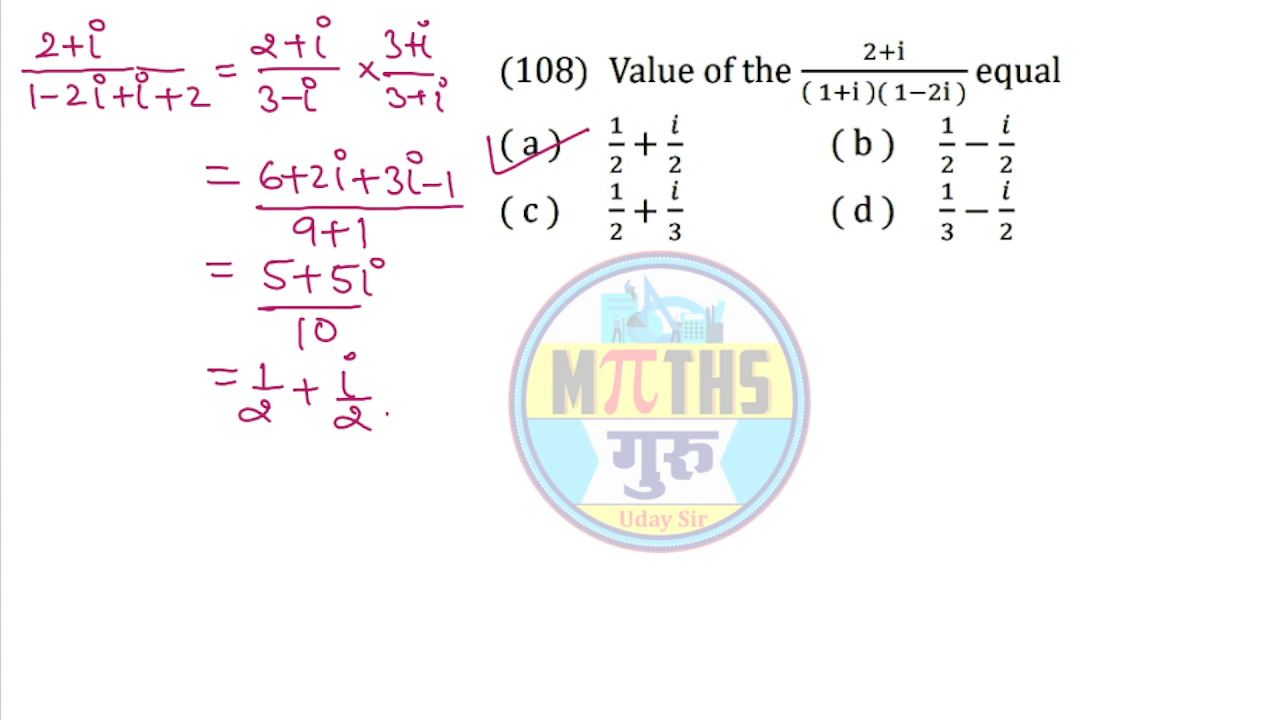 (2+i)/(1-2i+i+2) = (2+i)/(3-i) × (3+i)/(3+i)
= (6+2i+3i-1)/(9+1)
= (5+5i)/10
= 1/2 + i/2.
(108) Value of the (2+i)/((1+i)(1−2i)) equal
(a) 1/2 + i/2 (b) 1/2 − i/2
(c) 1/2 + i/3 (d) 1/3 − i/2
MπTHS
गुरु
Uday Sir